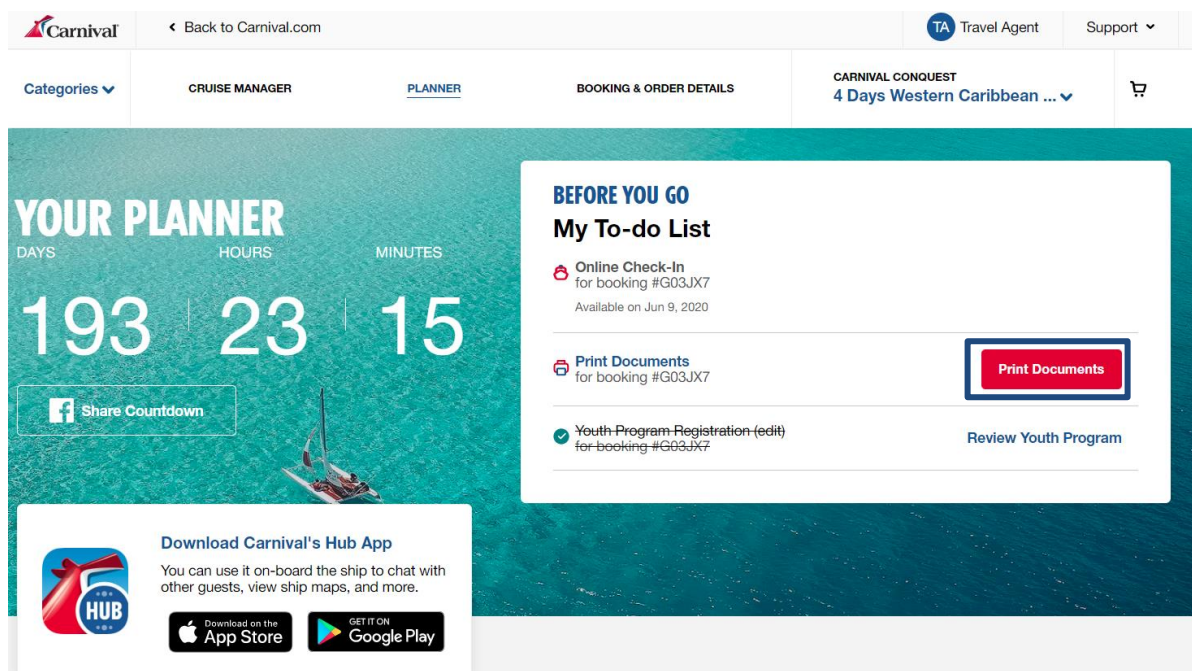 Carnival
Back to Carnival.com
TA Travel Agent
Support
Categories
CRUISE MANAGER
PLANNER
BOOKING & ORDER DETAILS
CARNIVAL CONQUEST
4 Days Western Caribbean ...
YOUR PLANNER
DAYS HOURS MINUTES
193 23 15
Share Countdown
BEFORE YOU GO
My To-do List
Online Check-In
for booking #G03JX7
Available on Jun 9, 2020
Print Documents
for booking #G03JX7
Print Documents
Youth Program Registration (edit)
for booking #G03JX7
Review Youth Program
HUB
Download Carnival's Hub App
You can use it on-board the ship to chat with
other guests, view ship maps, and more.
Download on the
App Store
GET IT ON
Google Play